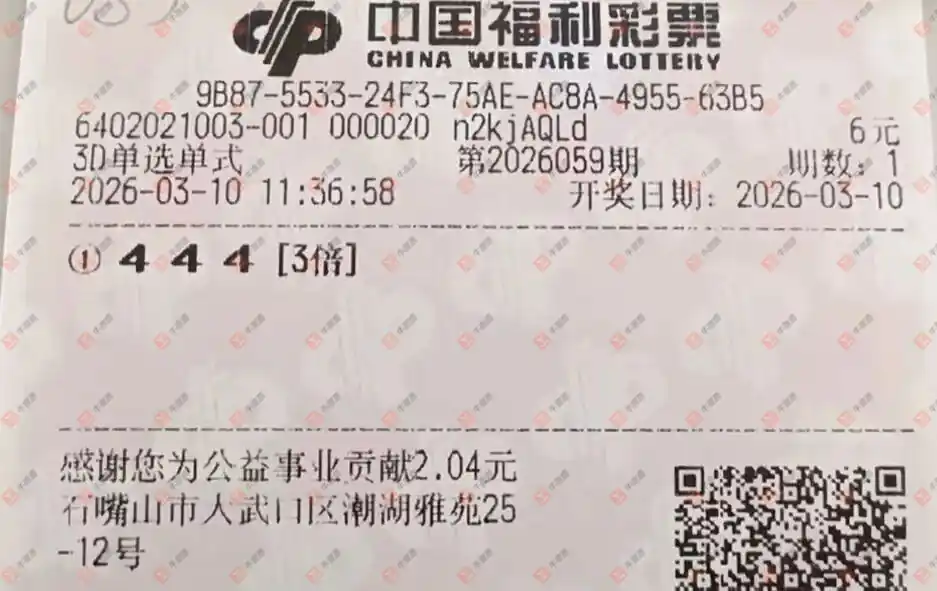 中国福利彩票
CHINA WELFARE LOTTERY
9B87-5533-24F3-75AE-AC8A-4955-63B5
6402021003-001 000020 n2kjAQLd 6元
3D单选单式 第2026059期 期数：1
2026-03-10 11:36:58 开奖日期：2026-03-10
① 4 4 4 [3倍]
感谢您为公益事业贡献2.04元
石嘴山市大武口区潮湖雅苑25
-12号